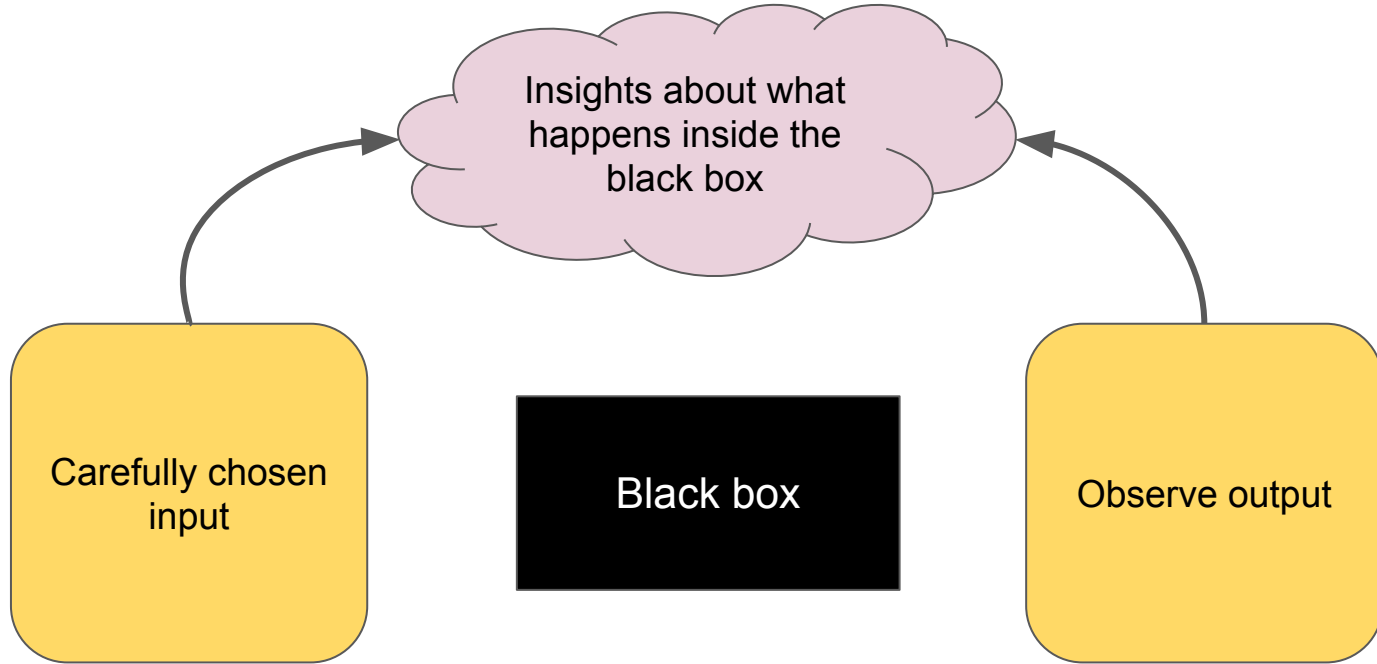 Insights about what
happens inside the
black box
Carefully chosen
input
Black box
Observe output